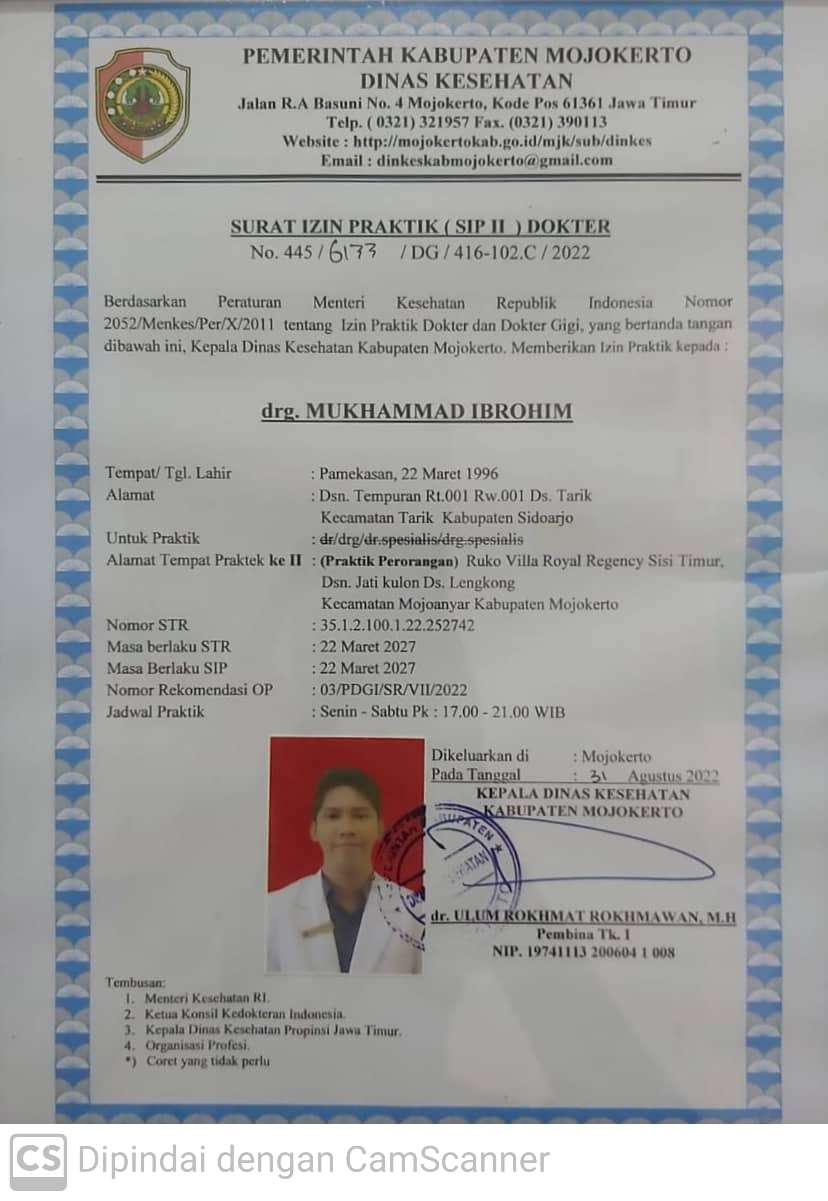 PEMERINTAH KABUPATEN MOJOKERTO
DINAS KESEHATAN
Jalan R.A Basuni No. 4 Mojokerto, Kode Pos 61361 Jawa Timur
Telp. ( 0321) 321957 Fax. (0321) 390113
Website : http://mojokertokab.go.id/mjk/sub/dinkes
Email : dinkeskabmojokerto@gmail.com
SURAT IZIN PRAKTIK ( SIP II ) DOKTER
No. 445 / 6173 / DG / 416-102.C / 2022
Berdasarkan Peraturan Menteri Kesehatan Republik Indonesia Nomor
2052/Menkes/Per/X/2011 tentang Izin Praktik Dokter dan Dokter Gigi, yang bertanda tangan
dibawah ini, Kepala Dinas Kesehatan Kabupaten Mojokerto. Memberikan Izin Praktik kepada :
drg. MUKHAMMAD IBROHIM
Tempat/ Tgl. Lahir : Pamekasan, 22 Maret 1996
Alamat : Dsn. Tempuran Rt.001 Rw.001 Ds. Tarik
Kecamatan Tarik Kabupaten Sidoarjo
Untuk Praktik : dr/drg/dr.spesialis/drg.spesialis
Alamat Tempat Praktek ke II : (Praktik Perorangan) Ruko Villa Royal Regency Sisi Timur,
Dsn. Jati kulon Ds. Lengkong
Kecamatan Mojoanyar Kabupaten Mojokerto
Nomor STR : 35.1.2.100.1.22.252742
Masa berlaku STR : 22 Maret 2027
Masa Berlaku SIP : 22 Maret 2027
Nomor Rekomendasi OP : 03/PDGI/SR/VII/2022
Jadwal Praktik : Senin - Sabtu Pk : 17.00 - 21.00 WIB
Dikeluarkan di : Mojokerto
Pada Tanggal : 31 Agustus 2022
KEPALA DINAS KESEHATAN
KABUPATEN MOJOKERTO
dr. ULUM ROKHMAT ROKHMAWAN, M.H
Pembina Tk. I
NIP. 19741113 200604 1 008
Tembusan:
1. Menteri Kesehatan RI.
2. Ketua Konsil Kedokteran Indonesia.
3. Kepala Dinas Kesehatan Propinsi Jawa Timur.
4. Organisasi Profesi.
*) Coret yang tidak perlu
CS Dipindai dengan CamScanner